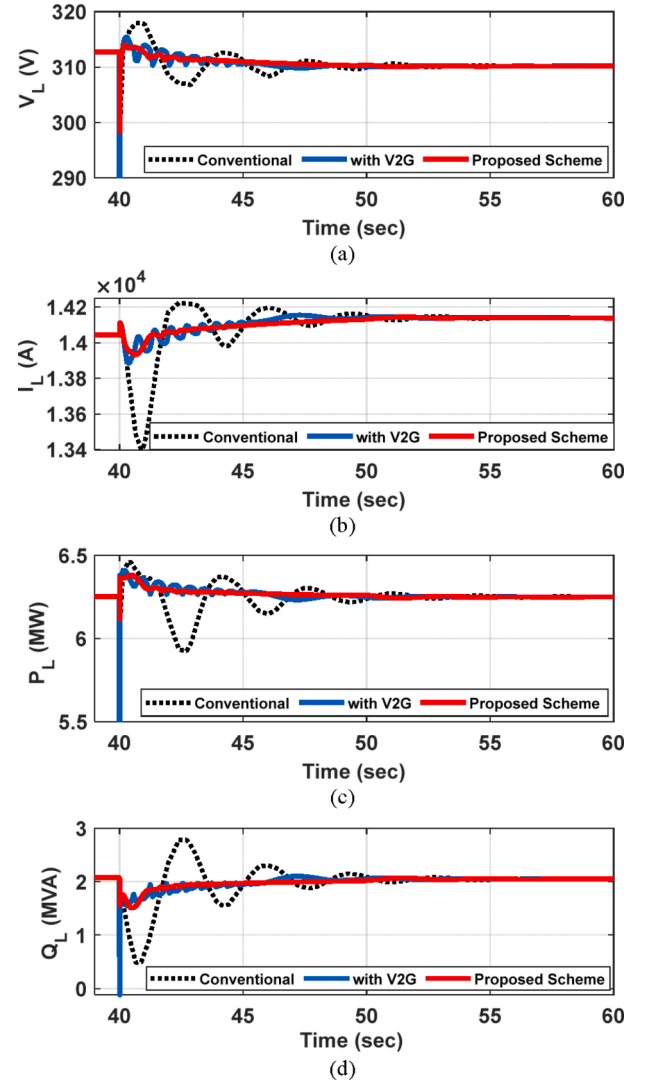 320
310
300
290
V_L (V)
Conventional with V2G Proposed Scheme
40 45 50 55 60
Time (sec)
(a)
×10^4
1.42
1.4
1.38
1.36
1.34
I_L (A)
Conventional with V2G Proposed Scheme
40 45 50 55 60
Time (sec)
(b)
6.5
6
5.5
P_L (MW)
Conventional with V2G Proposed Scheme
40 45 50 55 60
Time (sec)
(c)
3
2
1
0
Q_L (MVA)
Conventional with V2G Proposed Scheme
40 45 50 55 60
Time (sec)
(d)